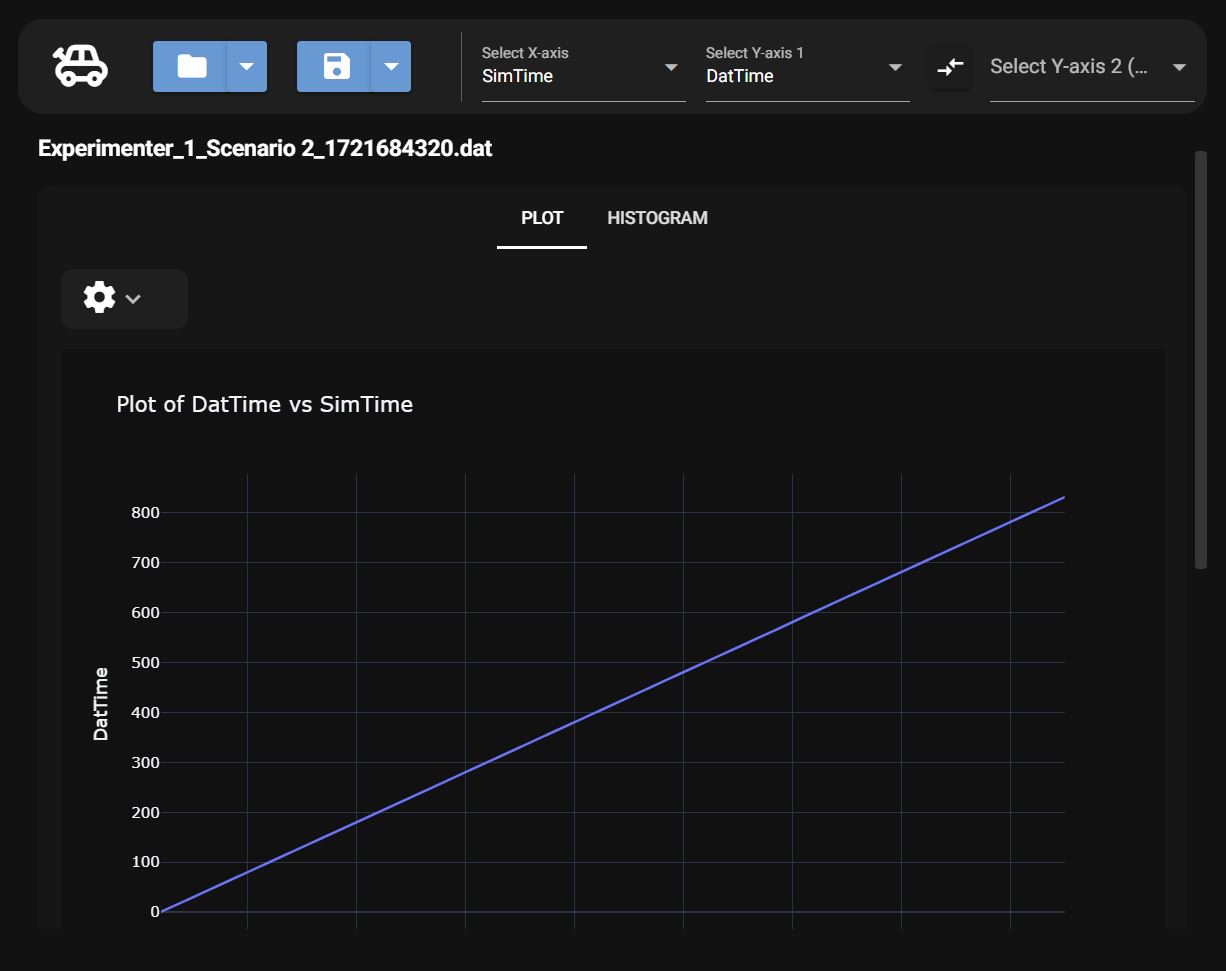 Select X-axis
SimTime
Select Y-axis 1
DatTime
Select Y-axis 2 (...
Experimenter_1_Scenario 2_1721684320.dat
PLOT
HISTOGRAM
Plot of DatTime vs SimTime
800
700
600
500
400
300
200
100
0
DatTime